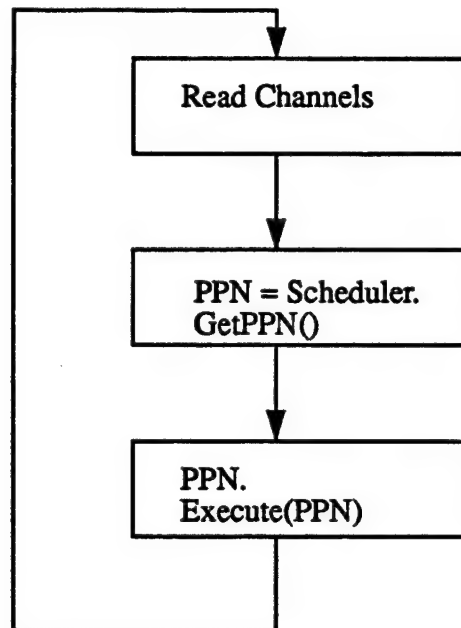 Read Channels
PPN = Scheduler.
GetPPN()
PPN.
Execute(PPN)